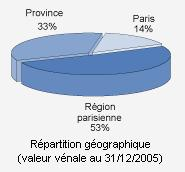 Province
33%
Paris
14%
Région
parisienne
53%
Répartition géographique
(valeur vénale au 31/12/2005)